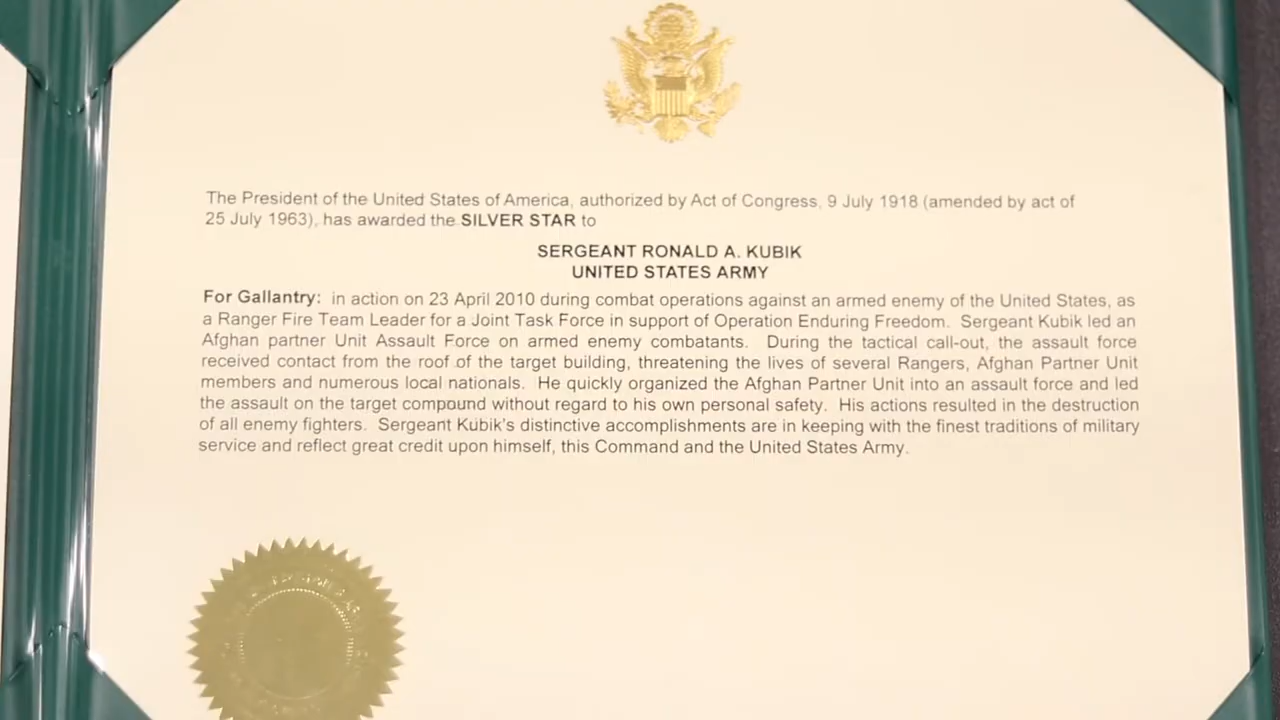 The President of the United States of America, authorized by Act of Congress, 9 July 1918 (amended by act of
25 July 1963), has awarded the SILVER STAR to
SERGEANT RONALD A. KUBIK
UNITED STATES ARMY
For Gallantry: in action on 23 April 2010 during combat operations against an armed enemy of the United States, as
a Ranger Fire Team Leader for a Joint Task Force in support of Operation Enduring Freedom. Sergeant Kubik led an
Afghan partner Unit Assault Force on armed enemy combatants. During the tactical call-out, the assault force
received contact from the roof of the target building, threatening the lives of several Rangers, Afghan Partner Unit
members and numerous local nationals. He quickly organized the Afghan Partner Unit into an assault force and led
the assault on the target compound without regard to his own personal safety. His actions resulted in the destruction
of all enemy fighters. Sergeant Kubik's distinctive accomplishments are in keeping with the finest traditions of military
service and reflect great credit upon himself, this Command and the United States Army.